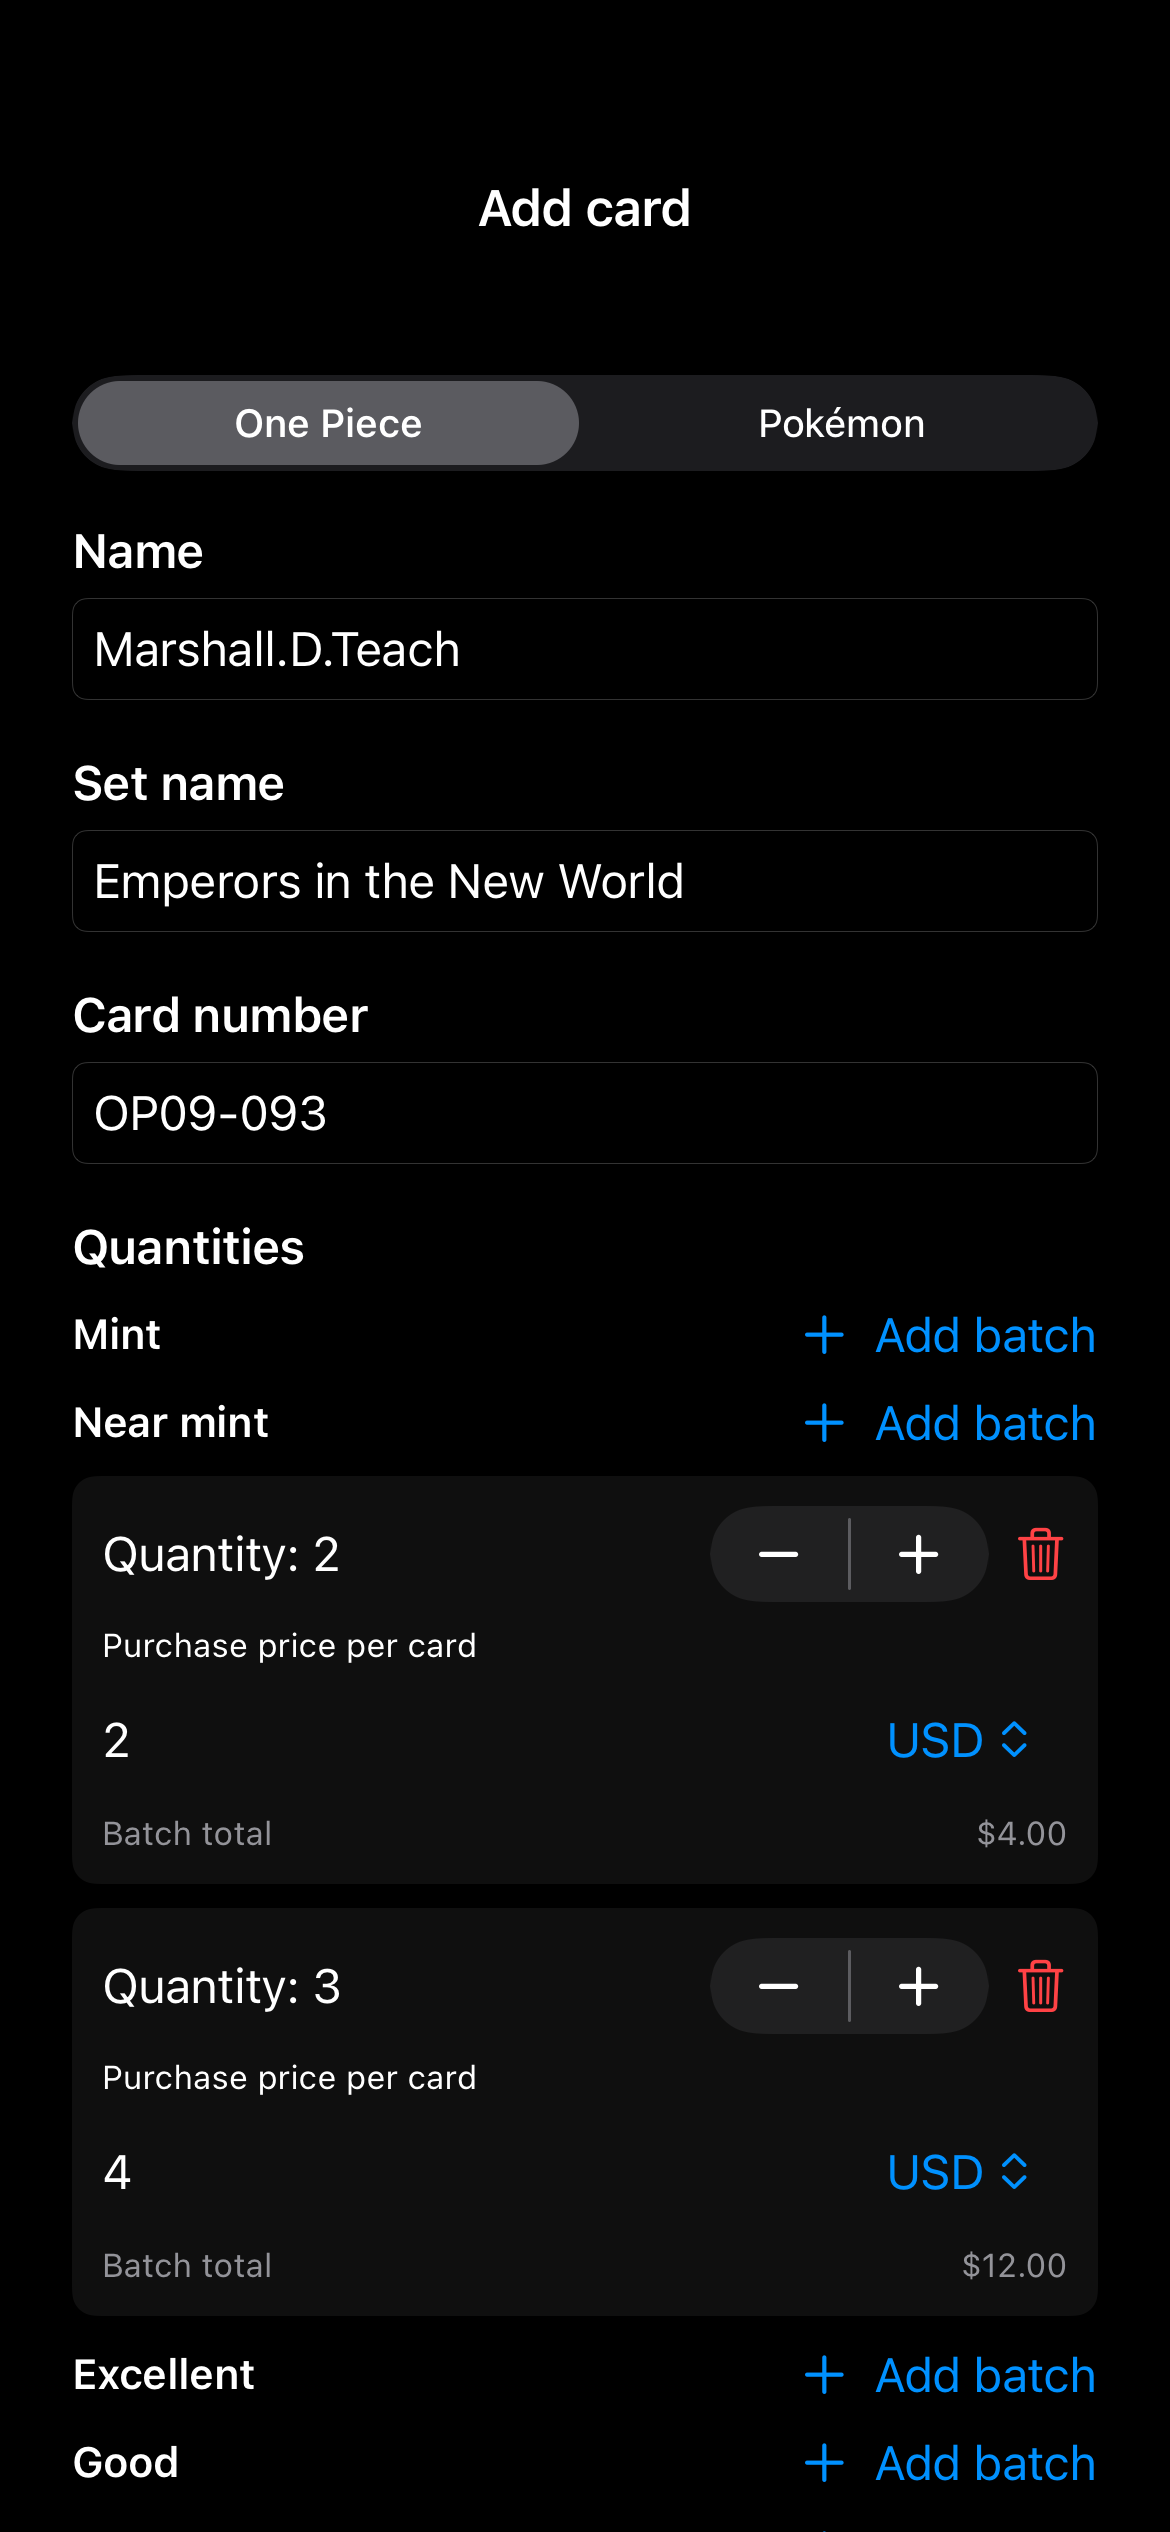 Add card
One Piece Pokémon
Name
Marshall.D.Teach
Set name
Emperors in the New World
Card number
OP09-093
Quantities
Mint + Add batch
Near mint + Add batch
Quantity: 2 − +
Purchase price per card
2 USD
Batch total $4.00
Quantity: 3 − +
Purchase price per card
4 USD
Batch total $12.00
Excellent + Add batch
Good + Add batch